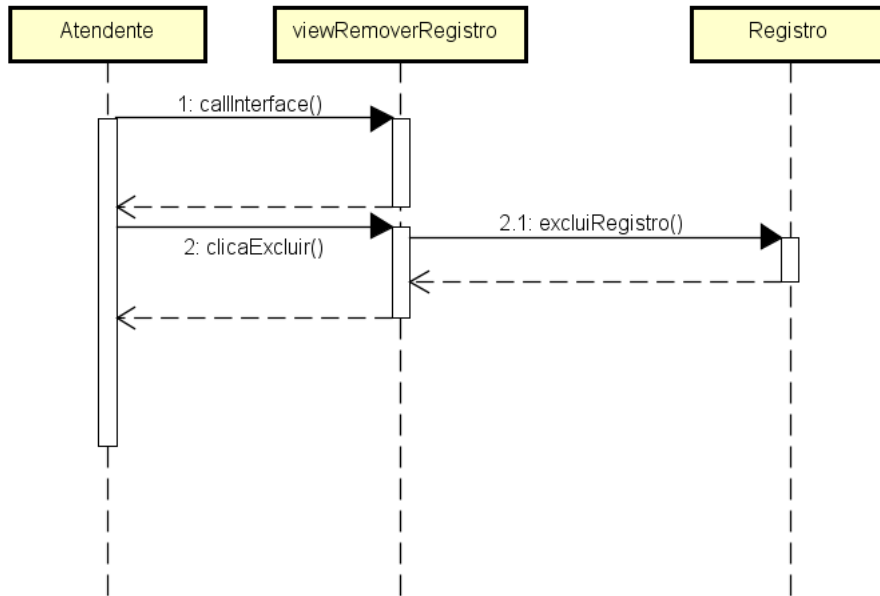 Atendente
viewRemoverRegistro
Registro
1: callInterface()
2: clicaExcluir()
2.1: excluiRegistro()